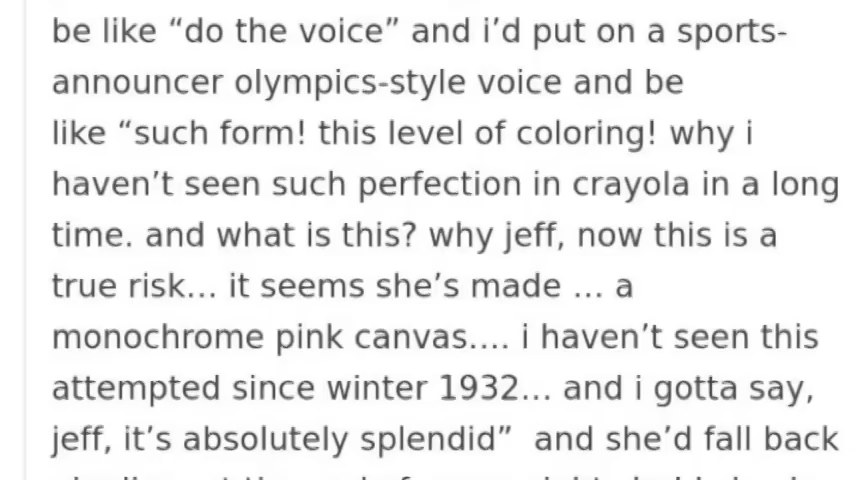 be like “do the voice” and i’d put on a sports-
announcer olympics-style voice and be
like “such form! this level of coloring! why i
haven’t seen such perfection in crayola in a long
time. and what is this? why jeff, now this is a
true risk... it seems she’s made ... a
monochrome pink canvas.... i haven’t seen this
attempted since winter 1932... and i gotta say,
jeff, it’s absolutely splendid”  and she’d fall back